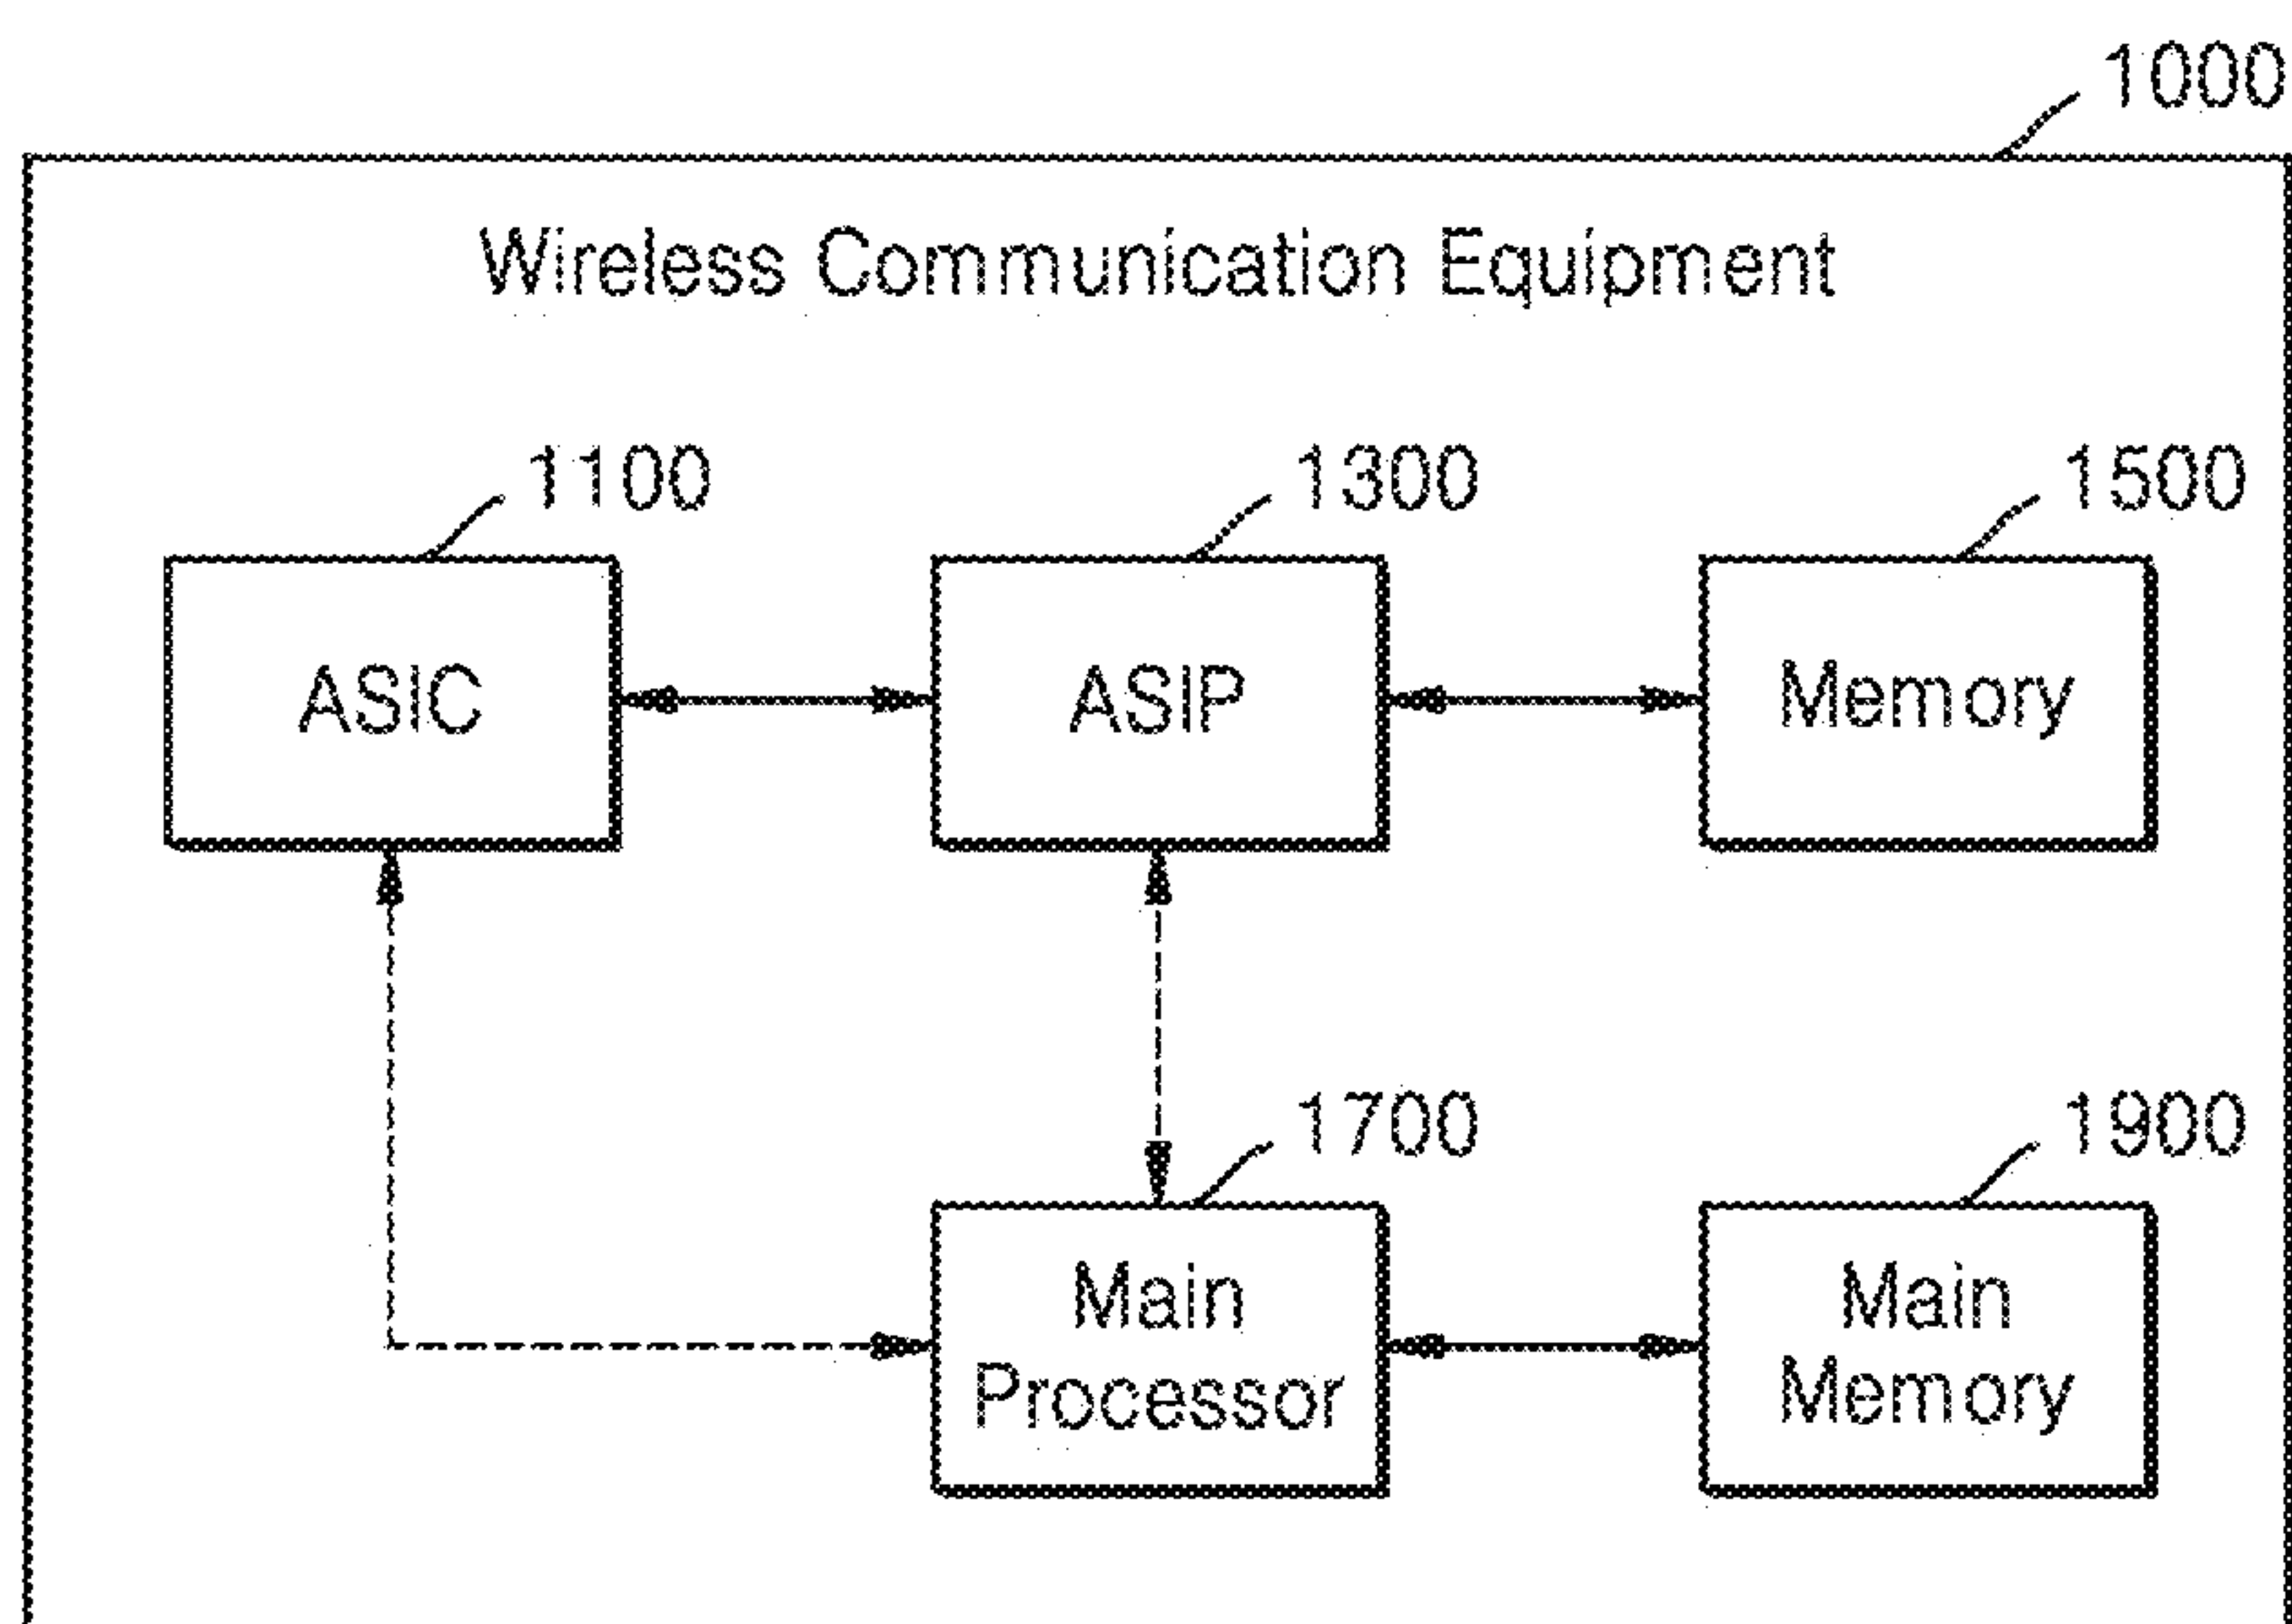 1000
Wireless Communication Equipment
1100
1300
1500
ASIC
ASIP
Memory
1700
1900
Main
Processor
Main
Memory